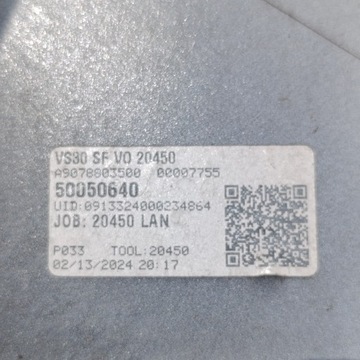 VS30 SF VO 20450
A9078803500 00007755
50050640
UID:0913324000234864
JOB: 20450 LAN
P033 TOOL:20450
02/13/2024 20:17